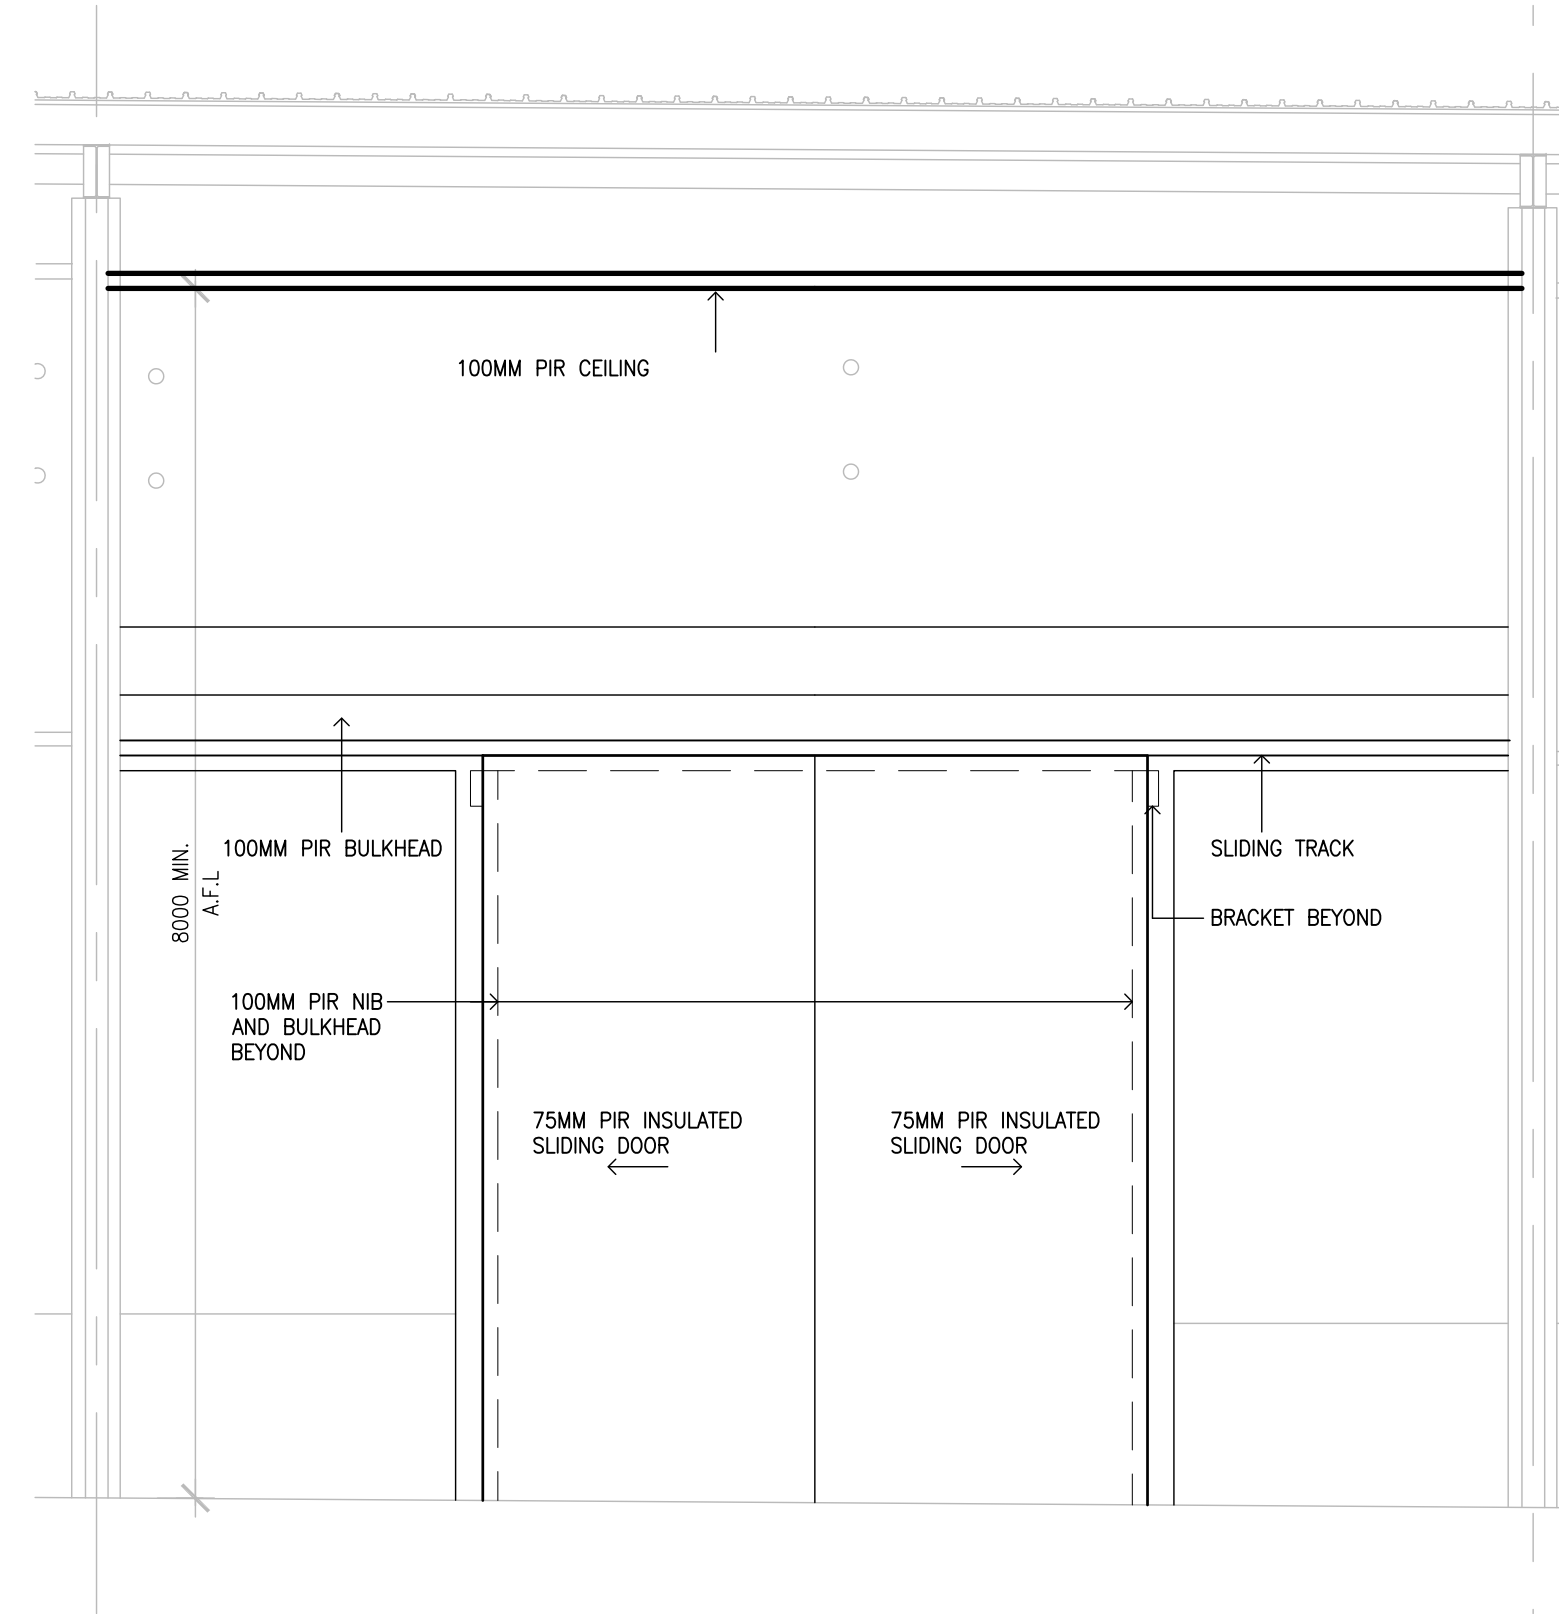 100MM PIR CEILING
100MM PIR BULKHEAD
8000 MIN.
A.F.L
SLIDING TRACK
BRACKET BEYOND
100MM PIR NIB
AND BULKHEAD
BEYOND
75MM PIR INSULATED
SLIDING DOOR
75MM PIR INSULATED
SLIDING DOOR